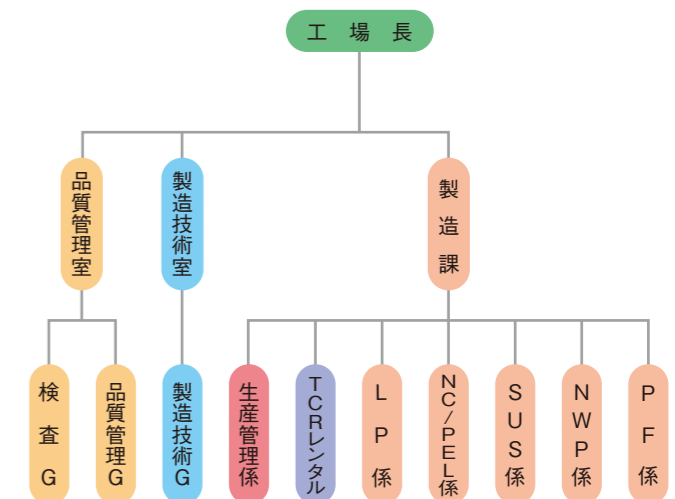 工場長
品質管理室
製造技術室
製造課
検査G
品質管理G
製造技術G
生産管理係
TCRレンタル
LP係
NC/PEL係
SUS係
NWP係
PF係